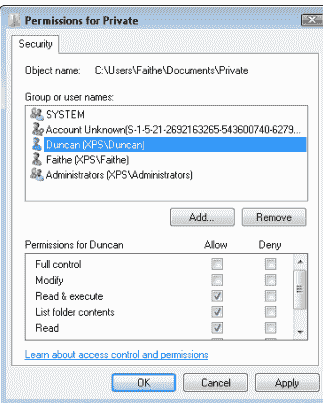 Permissions for Private
Security
Object name: C:\Users\Faithe\Documents\Private
Group or user names:
SYSTEM
Account Unknown(S-1-5-21-2692163265-543600740-6279...
Duncan (XPS\Duncan)
Faithe (XPS\Faithe)
Administrators (XPS\Administrators)
Add... Remove
Permissions for Duncan Allow Deny
Full control
Modify
Read & execute
List folder contents
Read
Learn about access control and permissions
OK Cancel Apply